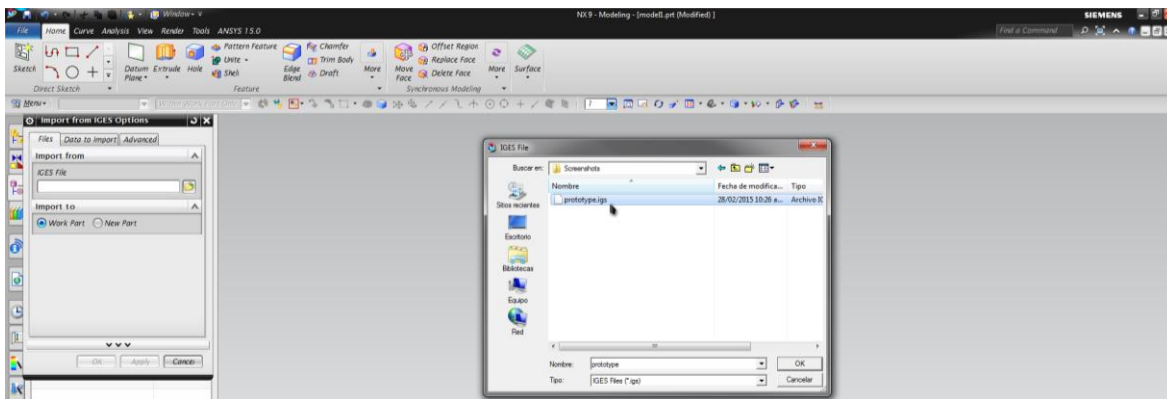 Window
NX 9 - Modeling - [modell.prt (Modified) ]
SIEMENS
File Home Curve Analysis View Render Tools ANSYS 15.0
Find a Command
Sketch
Direct Sketch
Datum Plane
Extrude
Hole
Pattern Feature
Unite
Shell
Edge Blend
Chamfer
Trim Body
Draft
More
Feature
Move Face
Offset Region
Replace Face
Delete Face
More
Synchronous Modeling
Surface
Menu
Import from IGES Options
Files Data to Import Advanced
Import from
IGES File
Import to
Work Part New Part
OK Apply Cancel
IGES File
Buscar en: Screenshots
Nombre Fecha de modifica... Tipo
prototype.igs 28/02/2015 10:26 a... Archivo IG
Sitios recientes
Escritorio
Bibliotecas
Equipo
Red
Nombre: prototype OK
Tipo: IGES Files (*.igs) Cancelar